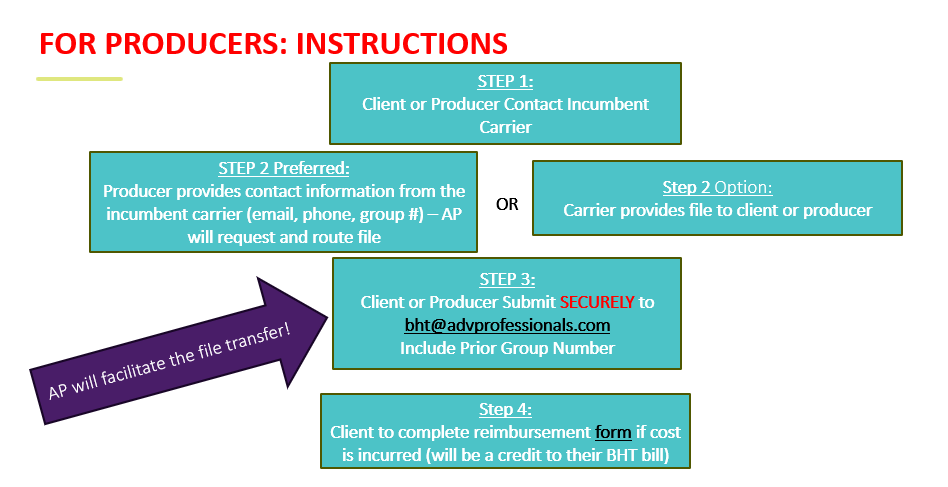 FOR PRODUCERS: INSTRUCTIONS
STEP 1:
Client or Producer Contact Incumbent
Carrier
STEP 2 Preferred:
Producer provides contact information from the
incumbent carrier (email, phone, group #) – AP
will request and route file
OR
Step 2 Option:
Carrier provides file to client or producer
STEP 3:
Client or Producer Submit SECURELY to
bht@advprofessionals.com
Include Prior Group Number
AP will facilitate the file transfer!
Step 4:
Client to complete reimbursement form if cost
is incurred (will be a credit to their BHT bill)